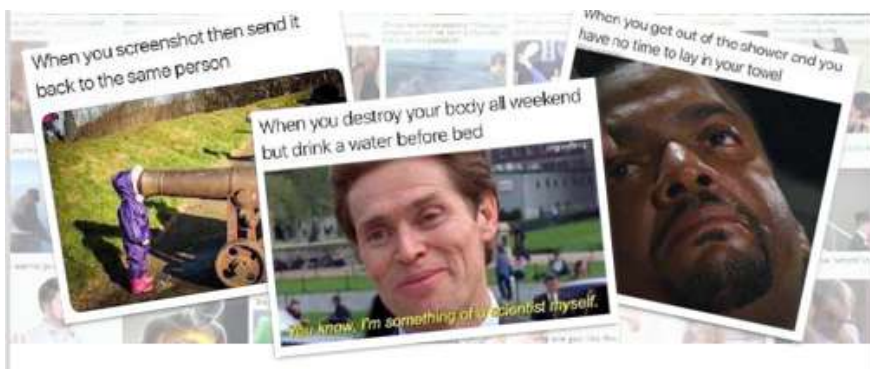 When you screenshot then send it
back to the same person
When you destroy your body all weekend
but drink a water before bed
You know, I'm something of a scientist myself.
When you get out of the shower and you
have no time to lay in your towel